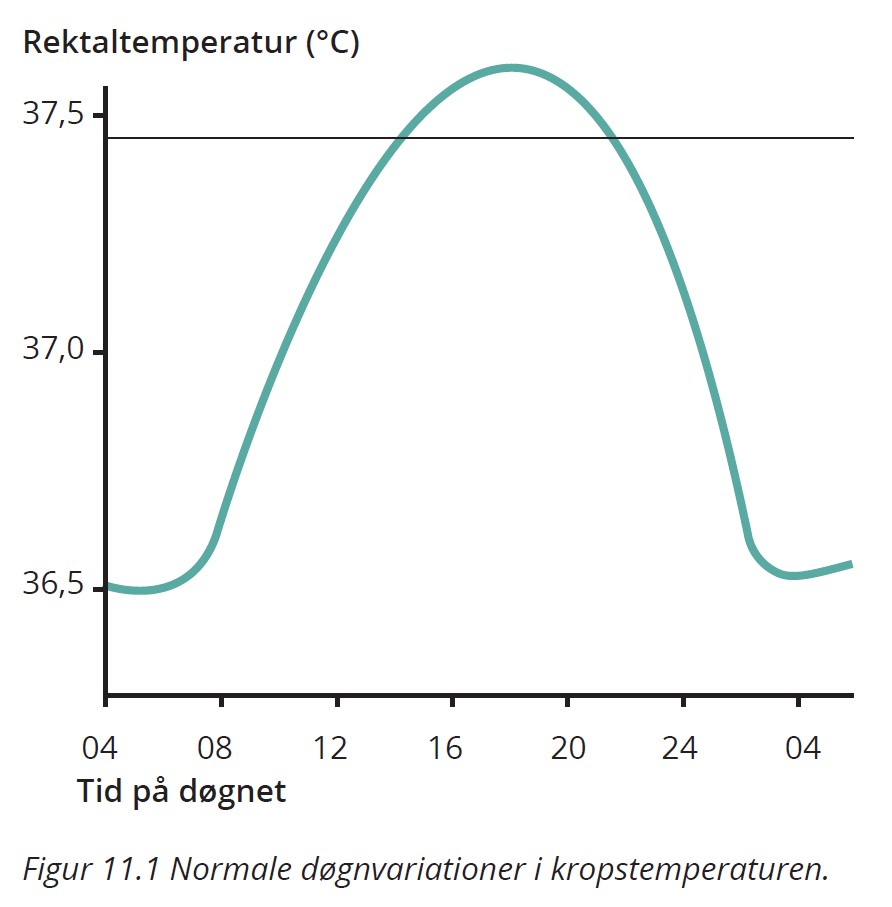 Rektaltemperatur (°C)
37,5
37,0
36,5
04 08 12 16 20 24 04
Tid på døgnet
Figur 11.1 Normale døgnvariationer i kropstemperaturen.